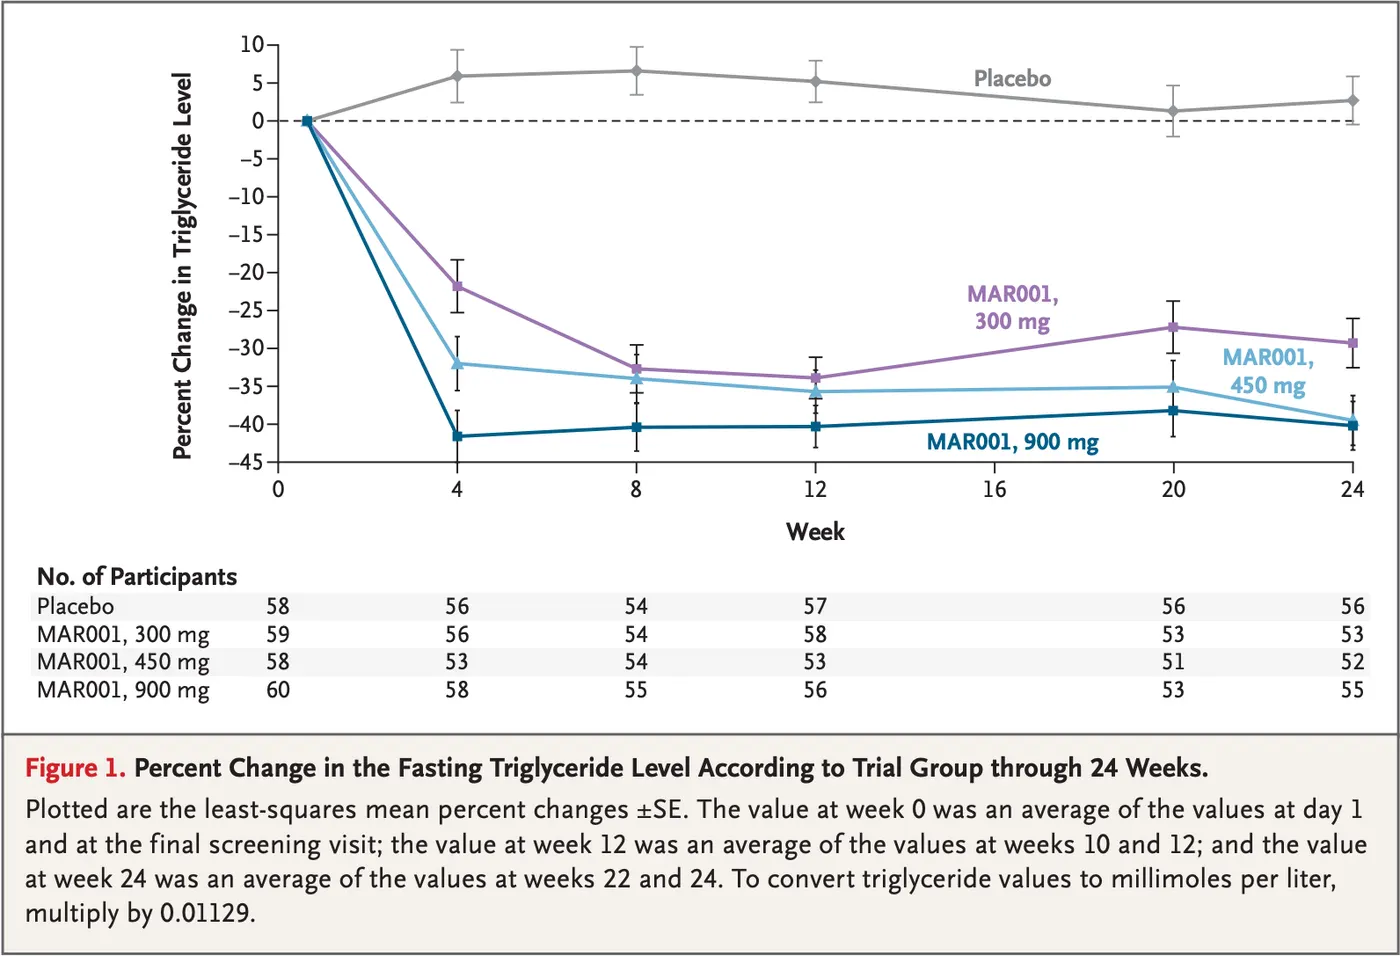 10
5
0
–5
–10
–15
–20
–25
–30
–35
–40
–45
Percent Change in Triglyceride Level
Placebo
MAR001,
300 mg
MAR001,
450 mg
MAR001, 900 mg
0 4 8 12 16 20 24
Week
No. of Participants
Placebo 58 56 54 57 56 56
MAR001, 300 mg 59 56 54 58 53 53
MAR001, 450 mg 58 53 54 53 51 52
MAR001, 900 mg 60 58 55 56 53 55
Figure 1. Percent Change in the Fasting Triglyceride Level According to Trial Group through 24 Weeks.
Plotted are the least-squares mean percent changes ±SE. The value at week 0 was an average of the values at day 1
and at the final screening visit; the value at week 12 was an average of the values at weeks 10 and 12; and the value
at week 24 was an average of the values at weeks 22 and 24. To convert triglyceride values to millimoles per liter,
multiply by 0.01129.